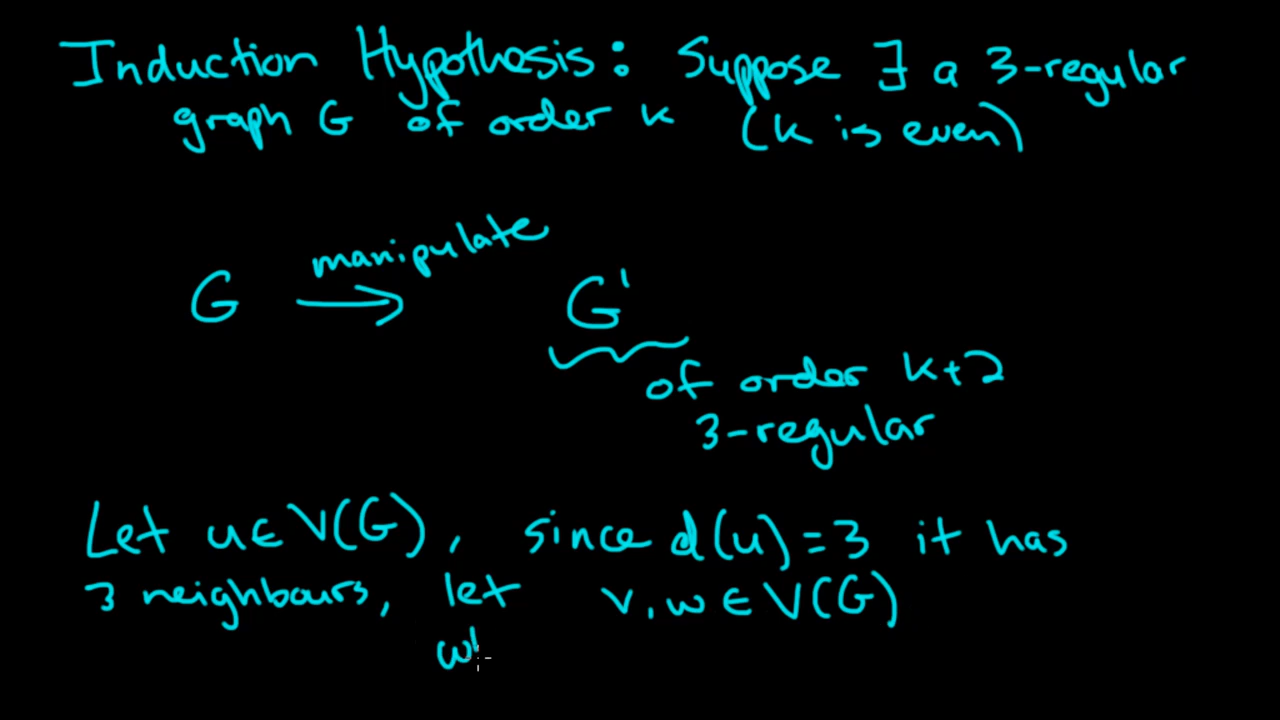 Induction Hypothesis: Suppose ∃ a 3-regular
graph G of order k (k is even)
manipulate
G ⟶ G'
of order k+2
3-regular
Let u ∈ V(G), since d(u) = 3 it has
3 neighbours, let v, w ∈ V(G)
wh